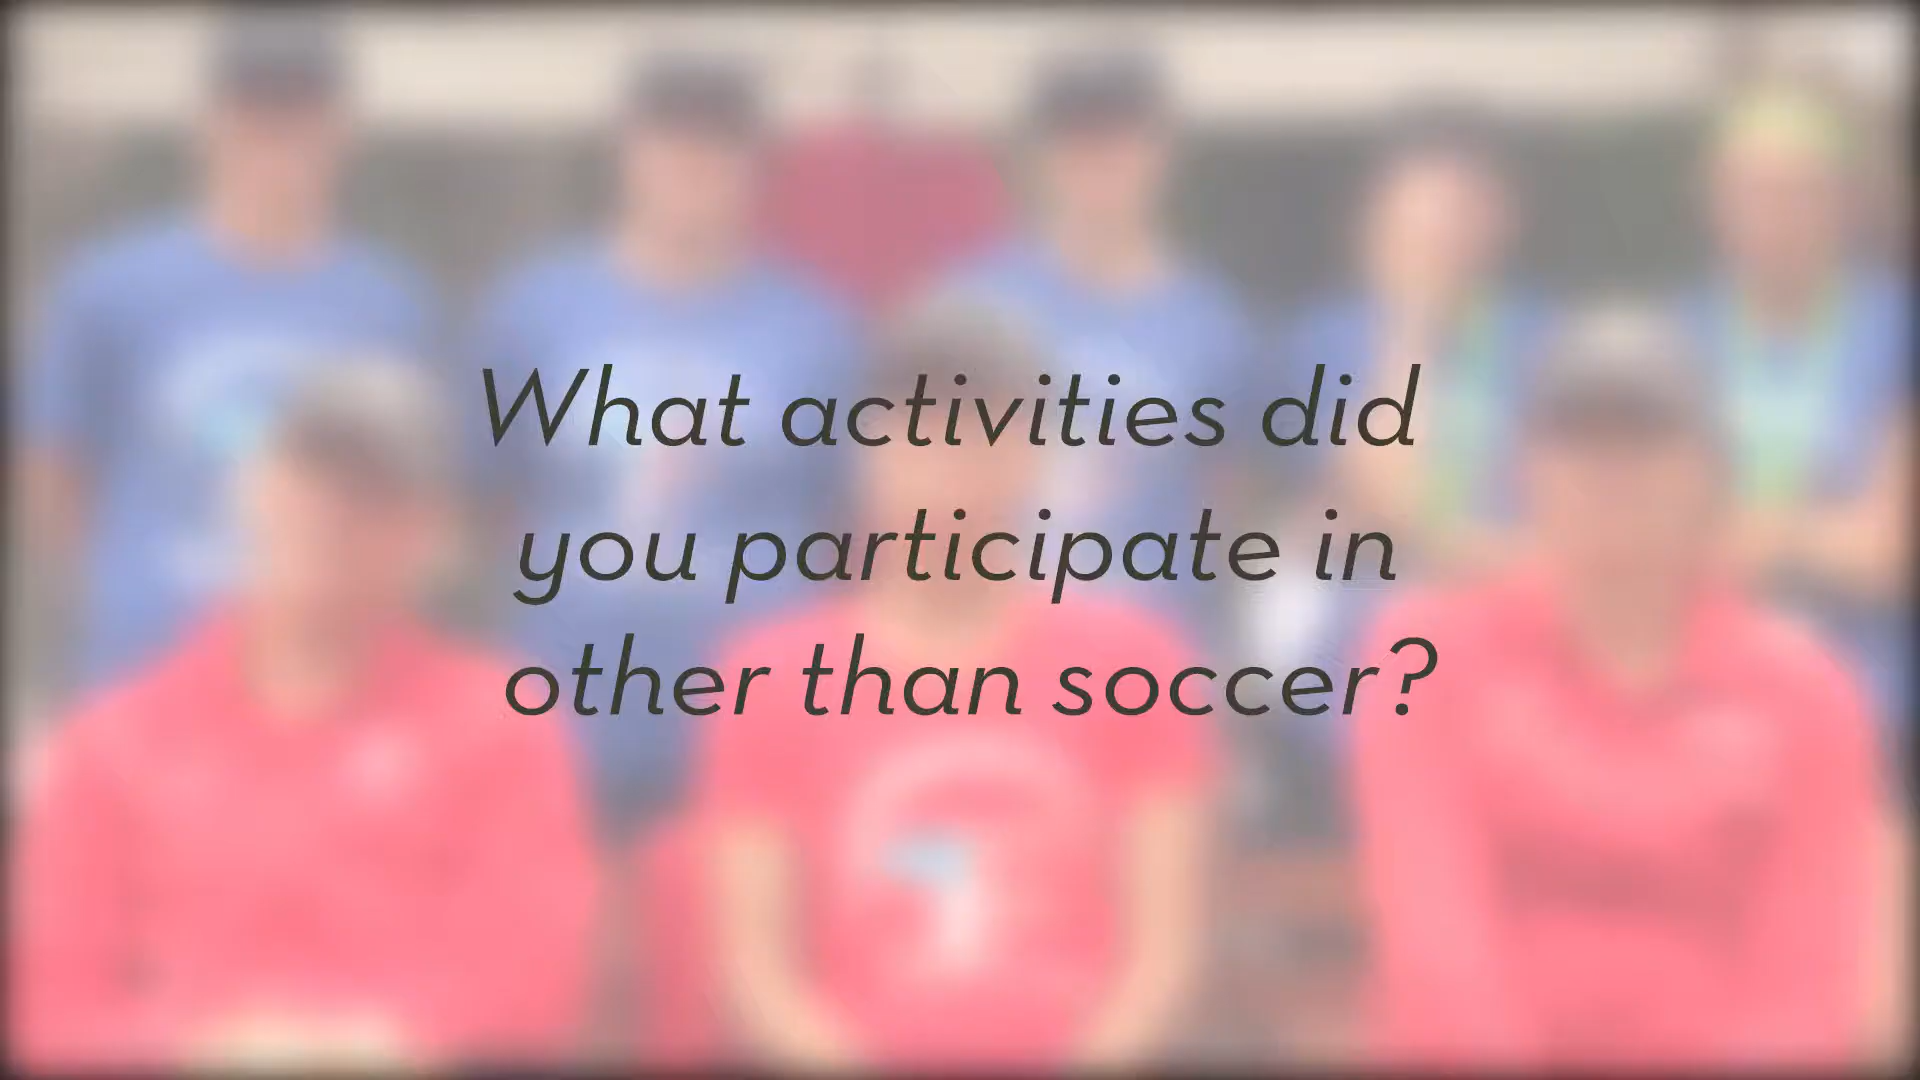 What activities did
you participate in
other than soccer?